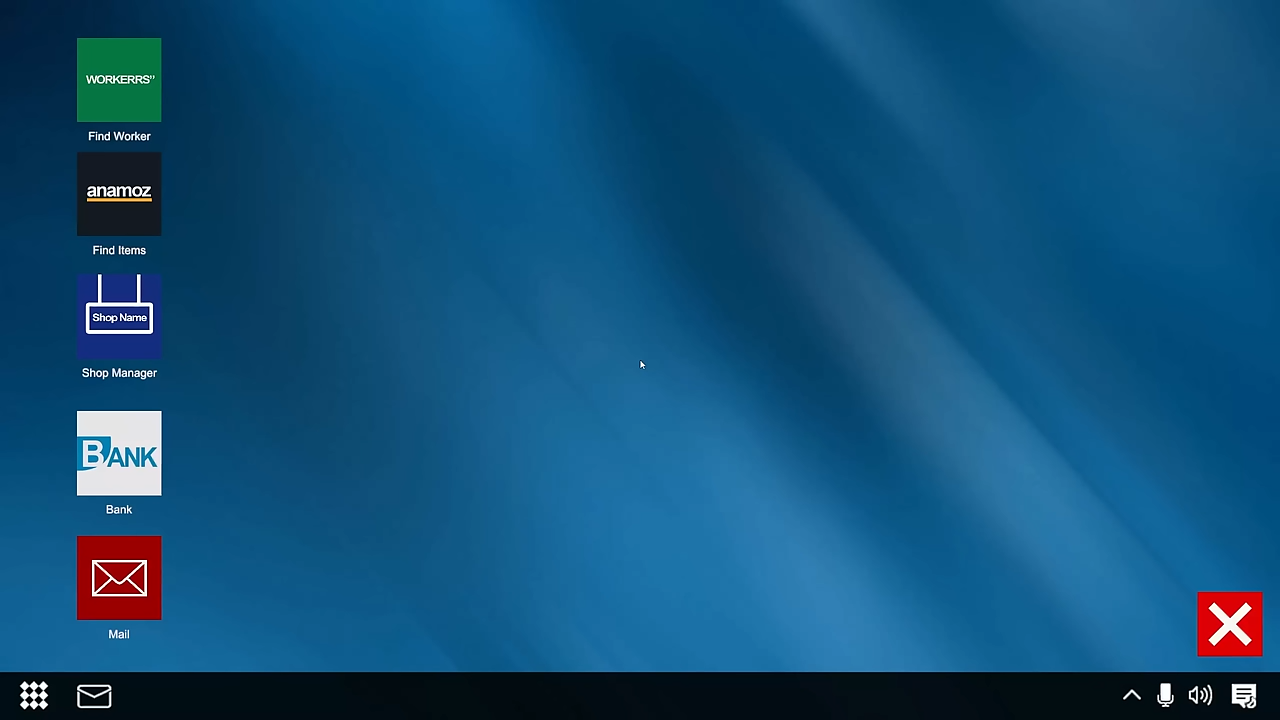 WORKERRS"
Find Worker
anamoz
Find Items
Shop Name
Shop Manager
BANK
Bank
Mail